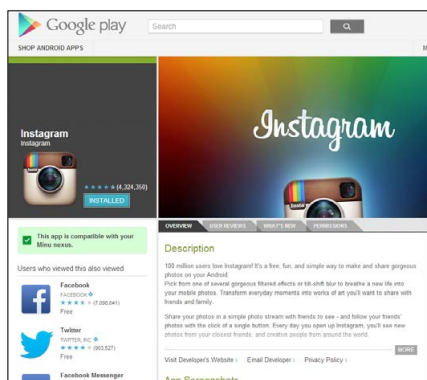 Google play
Search
SHOP ANDROID APPS
Instagram
Instagram
(4,324,350)
INSTALLED
Instagram
This app is compatible with your
Minu nexus.
OVERVIEW USER REVIEWS WHAT'S NEW PERMISSIONS
Users who viewed this also viewed
Facebook
FACEBOOK
(7,096,641)
Free
Twitter
TWITTER, INC.
(903,527)
Free
Facebook Messenger
Description
100 million users love Instagram! It's a free, fun, and simple way to make and share gorgeous
photos on your Android.
Pick from one of several gorgeous filtered effects or tilt-shift blur to breathe a new life into
your mobile photos. Transform everyday moments into works of art you'll want to share with
friends and family.
Share your photos in a simple photo stream with friends to see - and follow your friends'
photos with the click of a single button. Every day you open up Instagram, you'll see new
photos from your closest friends, and creative people from around the world.
MORE
Visit Developer's Website › Email Developer › Privacy Policy ›
App Screenshots